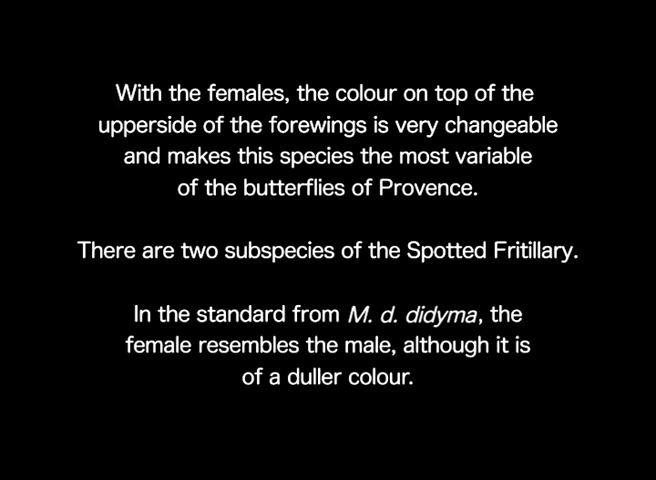 With the females, the colour on top of the
upperside of the forewings is very changeable
and makes this species the most variable
of the butterflies of Provence.
There are two subspecies of the Spotted Fritillary.
In the standard from M. d. didyma, the
female resembles the male, although it is
of a duller colour.